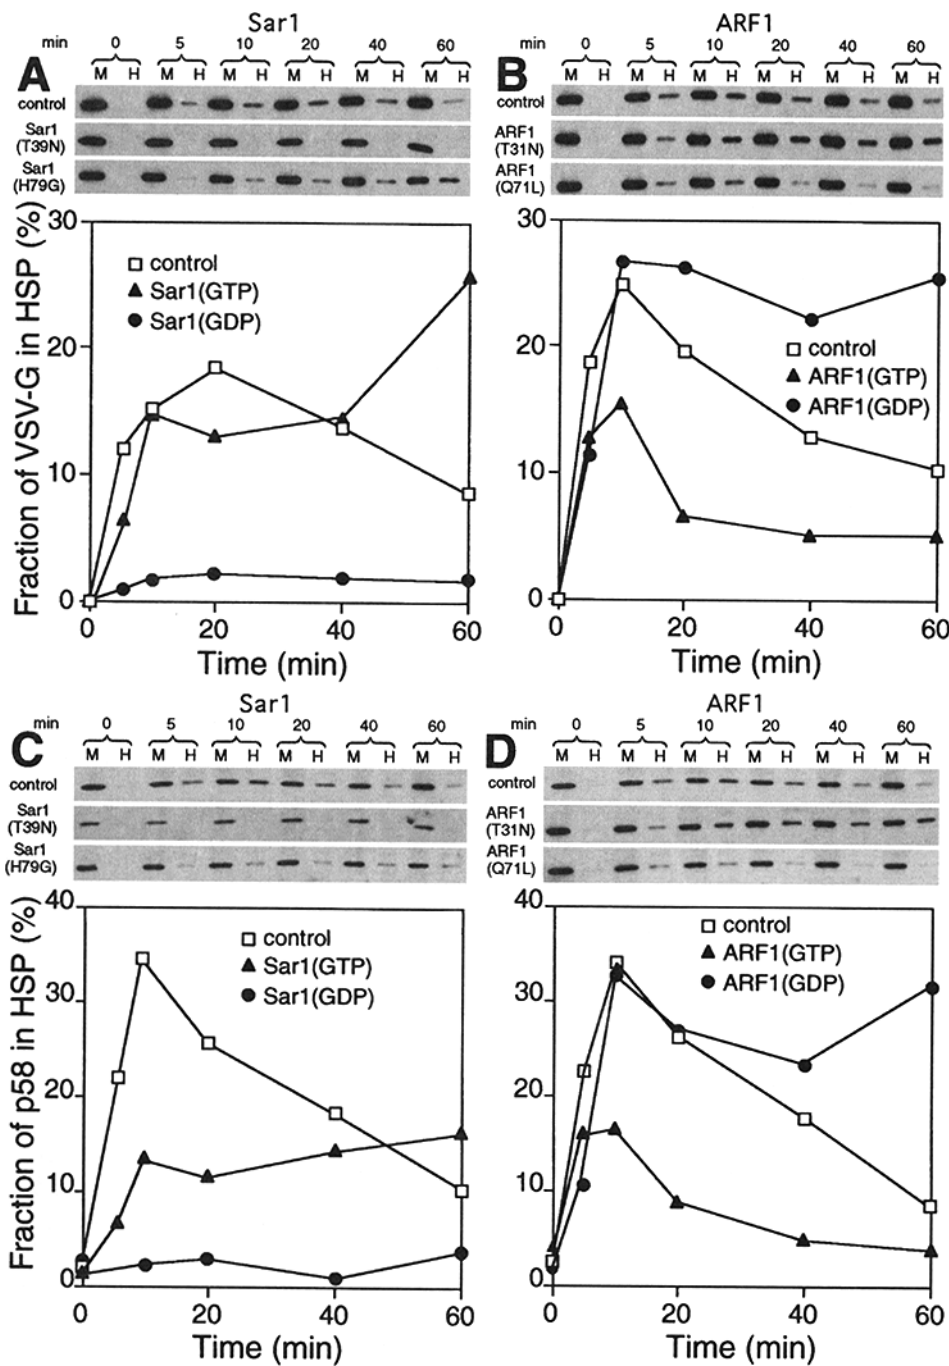 Sar1
min 0 5 10 20 40 60
A M H M H M H M H M H M H
control
Sar1
(T39N)
Sar1
(H79G)
ARF1
min 0 5 10 20 40 60
B M H M H M H M H M H M H
control
ARF1
(T31N)
ARF1
(Q71L)
Fraction of VSV-G in HSP (%)
30
20
10
0
control
Sar1(GTP)
Sar1(GDP)
0 20 40 60
Time (min)
30
20
10
0
control
ARF1(GTP)
ARF1(GDP)
0 20 40 60
Time (min)
Sar1
min 0 5 10 20 40 60
C M H M H M H M H M H M H
control
Sar1
(T39N)
Sar1
(H79G)
ARF1
min 0 5 10 20 40 60
D M H M H M H M H M H M H
control
ARF1
(T31N)
ARF1
(Q71L)
Fraction of p58 in HSP (%)
40
30
20
10
0
control
Sar1(GTP)
Sar1(GDP)
0 20 40 60
Time (min)
40
30
20
10
0
control
ARF1(GTP)
ARF1(GDP)
0 20 40 60
Time (min)